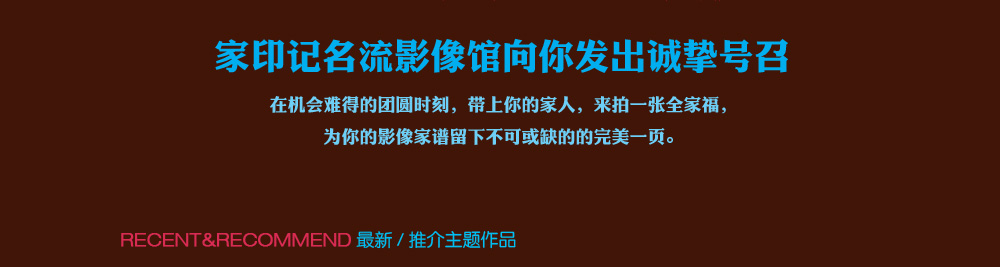 家印记名流影像馆向你发出诚挚号召
在机会难得的团圆时刻，带上你的家人，来拍一张全家福，
为你的影像家谱留下不可或缺的的完美一页。
RECENT&RECOMMEND 最新 / 推介主题作品